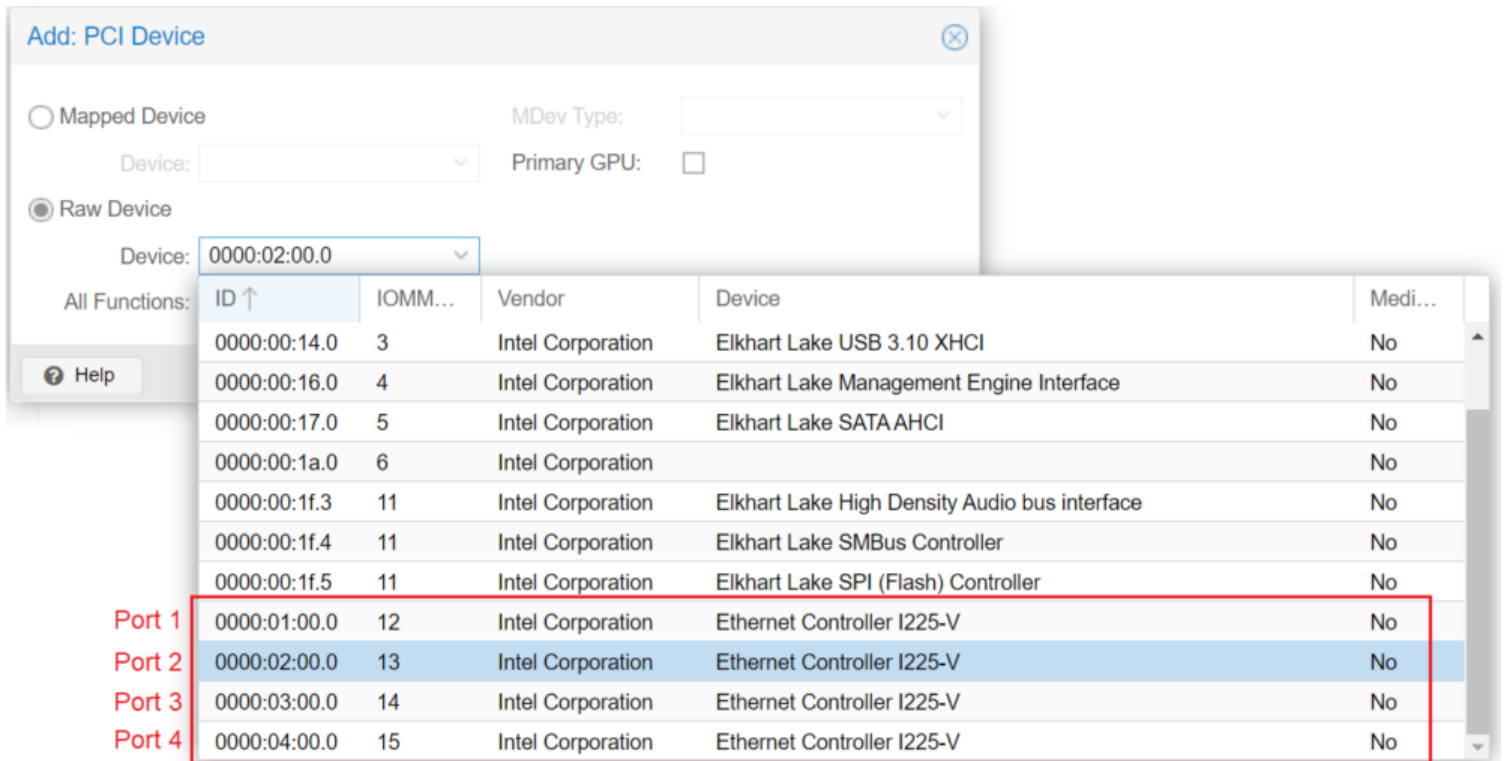 Add: PCI Device
Mapped Device MDev Type:
Device: Primary GPU:
Raw Device
Device: 0000:02:00.0
All Functions: ID IOMM... Vendor Device Medi...
0000:00:14.0 3 Intel Corporation Elkhart Lake USB 3.10 XHCI No
Help
0000:00:16.0 4 Intel Corporation Elkhart Lake Management Engine Interface No
0000:00:17.0 5 Intel Corporation Elkhart Lake SATA AHCI No
0000:00:1a.0 6 Intel Corporation No
0000:00:1f.3 11 Intel Corporation Elkhart Lake High Density Audio bus interface No
0000:00:1f.4 11 Intel Corporation Elkhart Lake SMBus Controller No
0000:00:1f.5 11 Intel Corporation Elkhart Lake SPI (Flash) Controller No
Port 1 0000:01:00.0 12 Intel Corporation Ethernet Controller I225-V No
Port 2 0000:02:00.0 13 Intel Corporation Ethernet Controller I225-V No
Port 3 0000:03:00.0 14 Intel Corporation Ethernet Controller I225-V No
Port 4 0000:04:00.0 15 Intel Corporation Ethernet Controller I225-V No